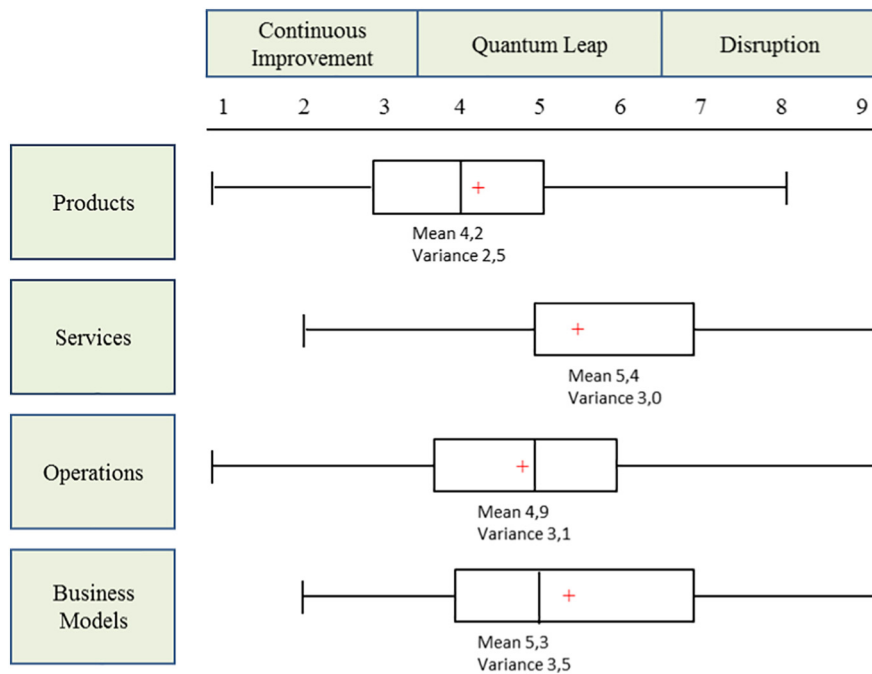 Continuous
Improvement
Quantum Leap
Disruption
1 2 3 4 5 6 7 8 9
Products
Mean 4,2
Variance 2,5
Services
Mean 5,4
Variance 3,0
Operations
Mean 4,9
Variance 3,1
Business
Models
Mean 5,3
Variance 3,5